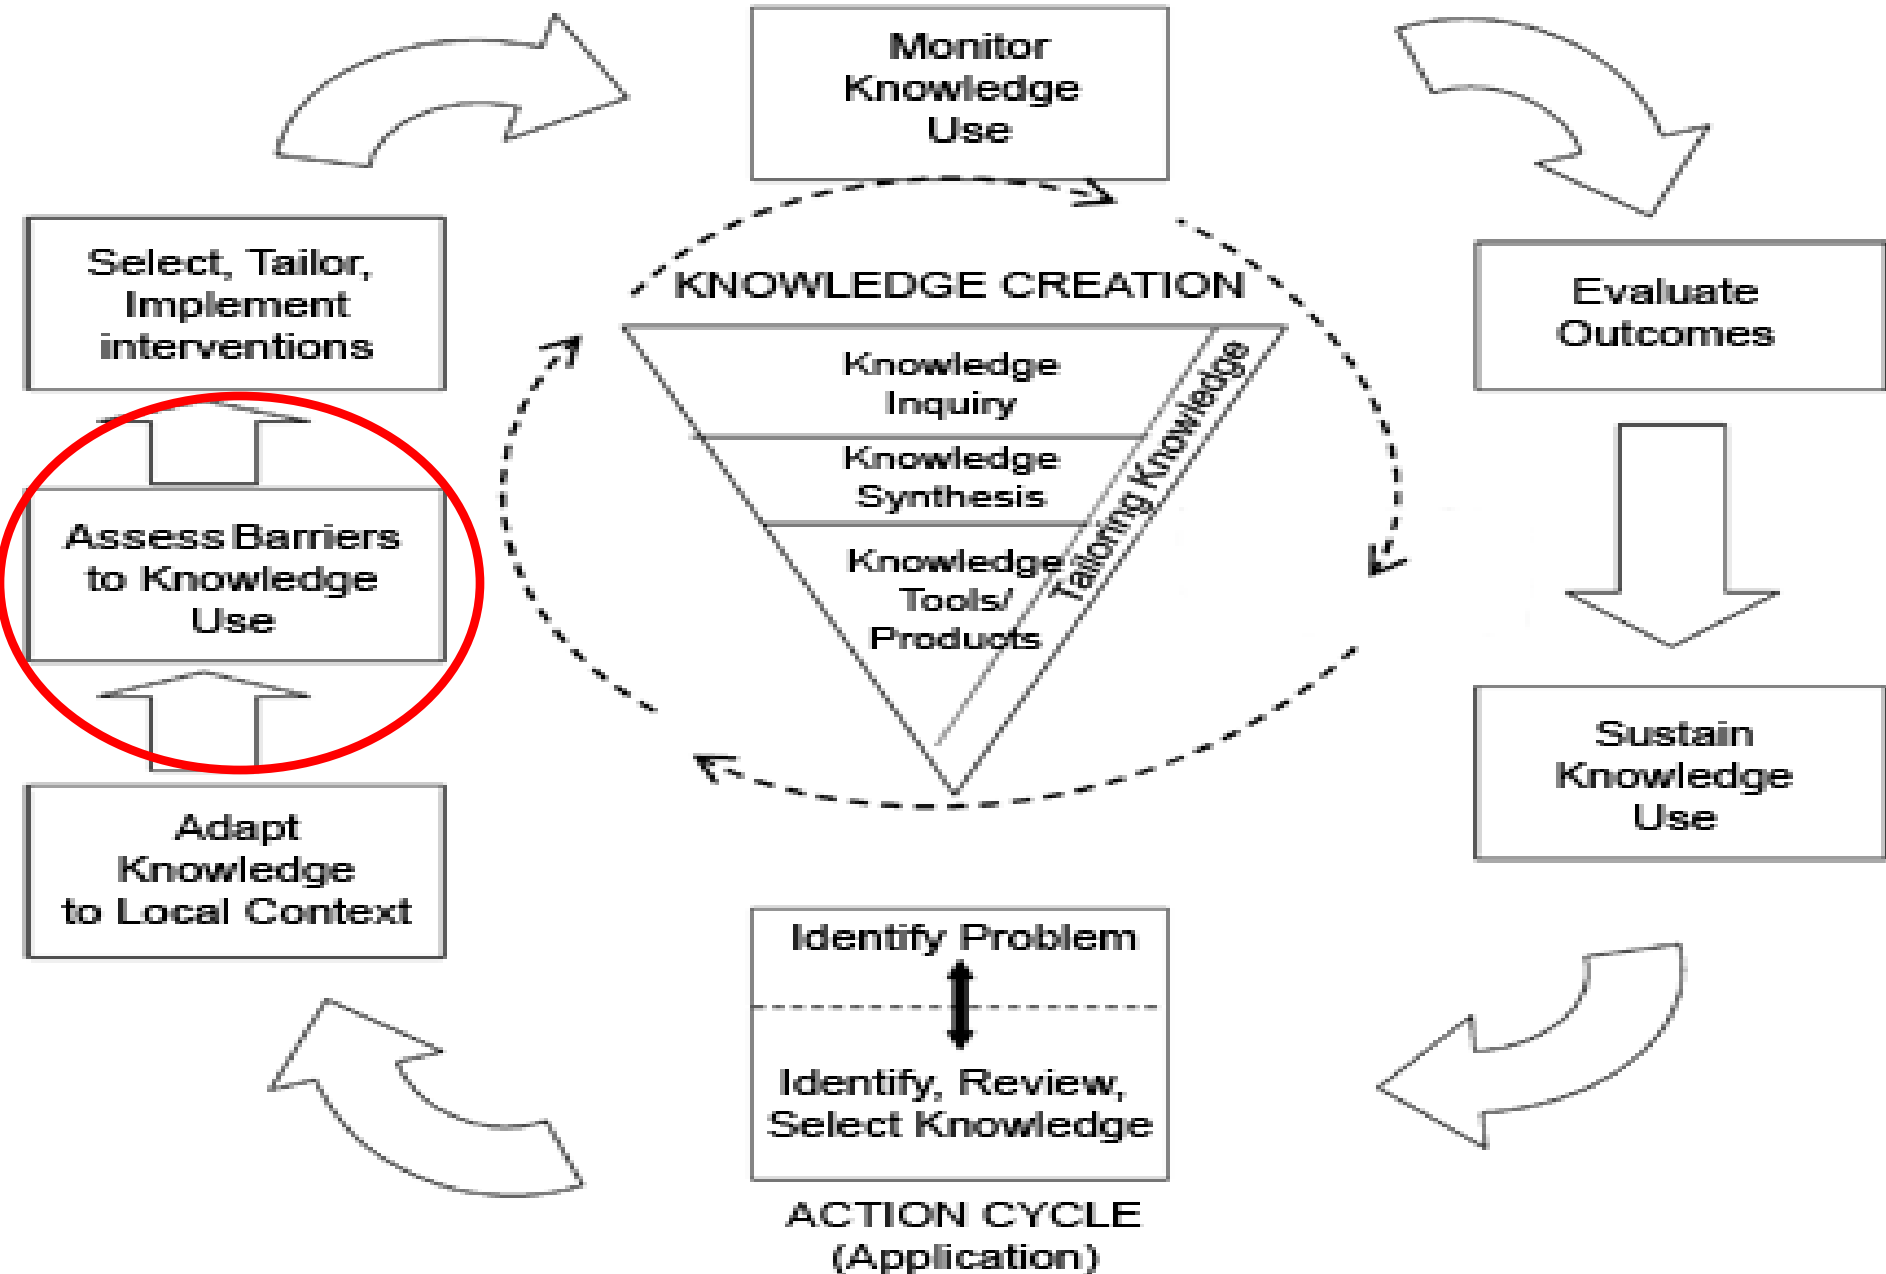 Monitor
Knowledge
Use
Select, Tailor,
Implement
interventions
Evaluate
Outcomes
KNOWLEDGE CREATION
Knowledge
Inquiry
Knowledge
Synthesis
Knowledge
Tools/
Products
Tailoring Knowledge
Assess Barriers
to Knowledge
Use
Sustain
Knowledge
Use
Adapt
Knowledge
to Local Context
Identify Problem
Identify, Review,
Select Knowledge
ACTION CYCLE
(Application)